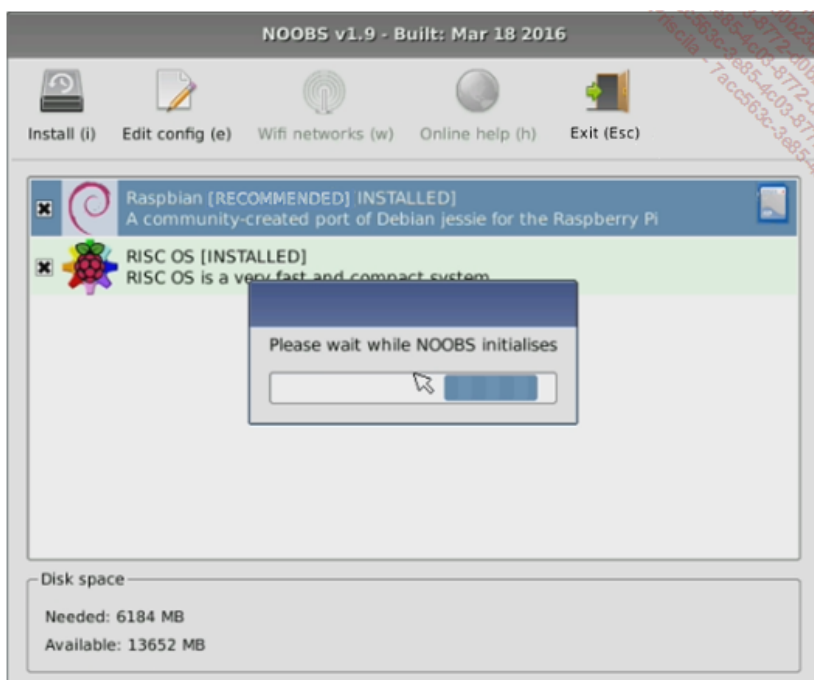 NOOBS v1.9 - Built: Mar 18 2016
Install (i) Edit config (e) Wifi networks (w) Online help (h) Exit (Esc)
Raspbian [RECOMMENDED] INSTALLED]
A community-created port of Debian jessie for the Raspberry Pi
RISC OS [INSTALLED]
RISC OS is a very fast and compact system
Please wait while NOOBS initialises
Disk space
Needed: 6184 MB
Available: 13652 MB